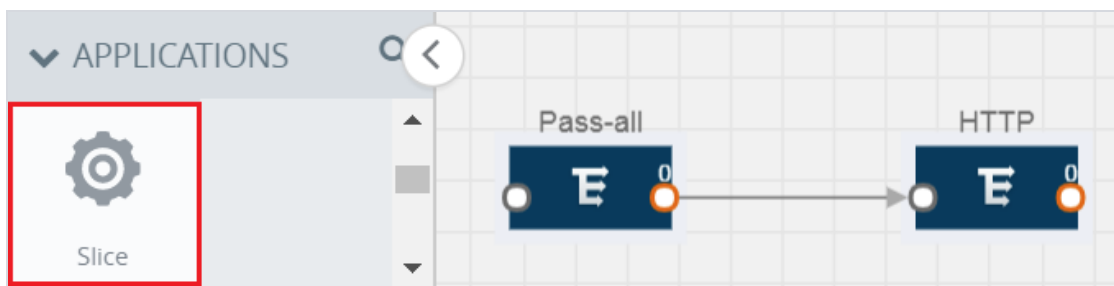 APPLICATIONS
Slice
Pass-all
0
HTTP
0